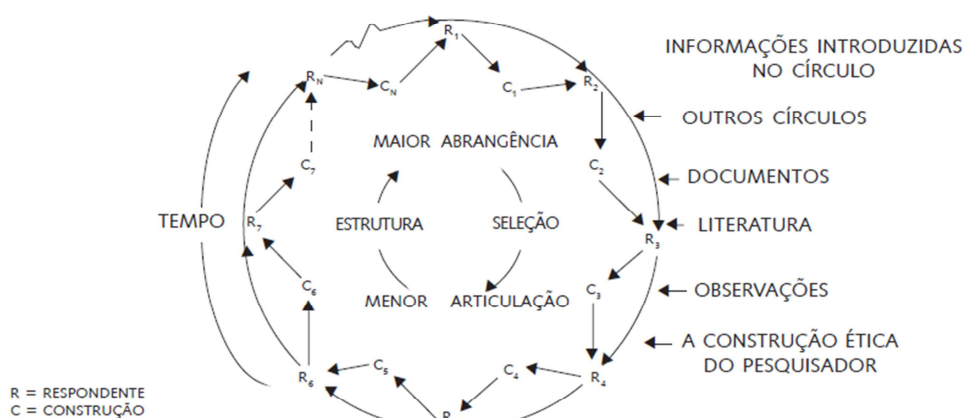 R1
INFORMAÇÕES INTRODUZIDAS
NO CÍRCULO
RN
CN
C1
R2
OUTROS CÍRCULOS
MAIOR ABRANGÊNCIA
C7
C2
DOCUMENTOS
TEMPO
R7
ESTRUTURA
SELEÇÃO
LITERATURA
R3
C6
C3
OBSERVAÇÕES
MENOR ARTICULAÇÃO
A CONSTRUÇÃO ÉTICA
DO PESQUISADOR
R6
C5
C4
R4
R = RESPONDENTE
C = CONSTRUÇÃO